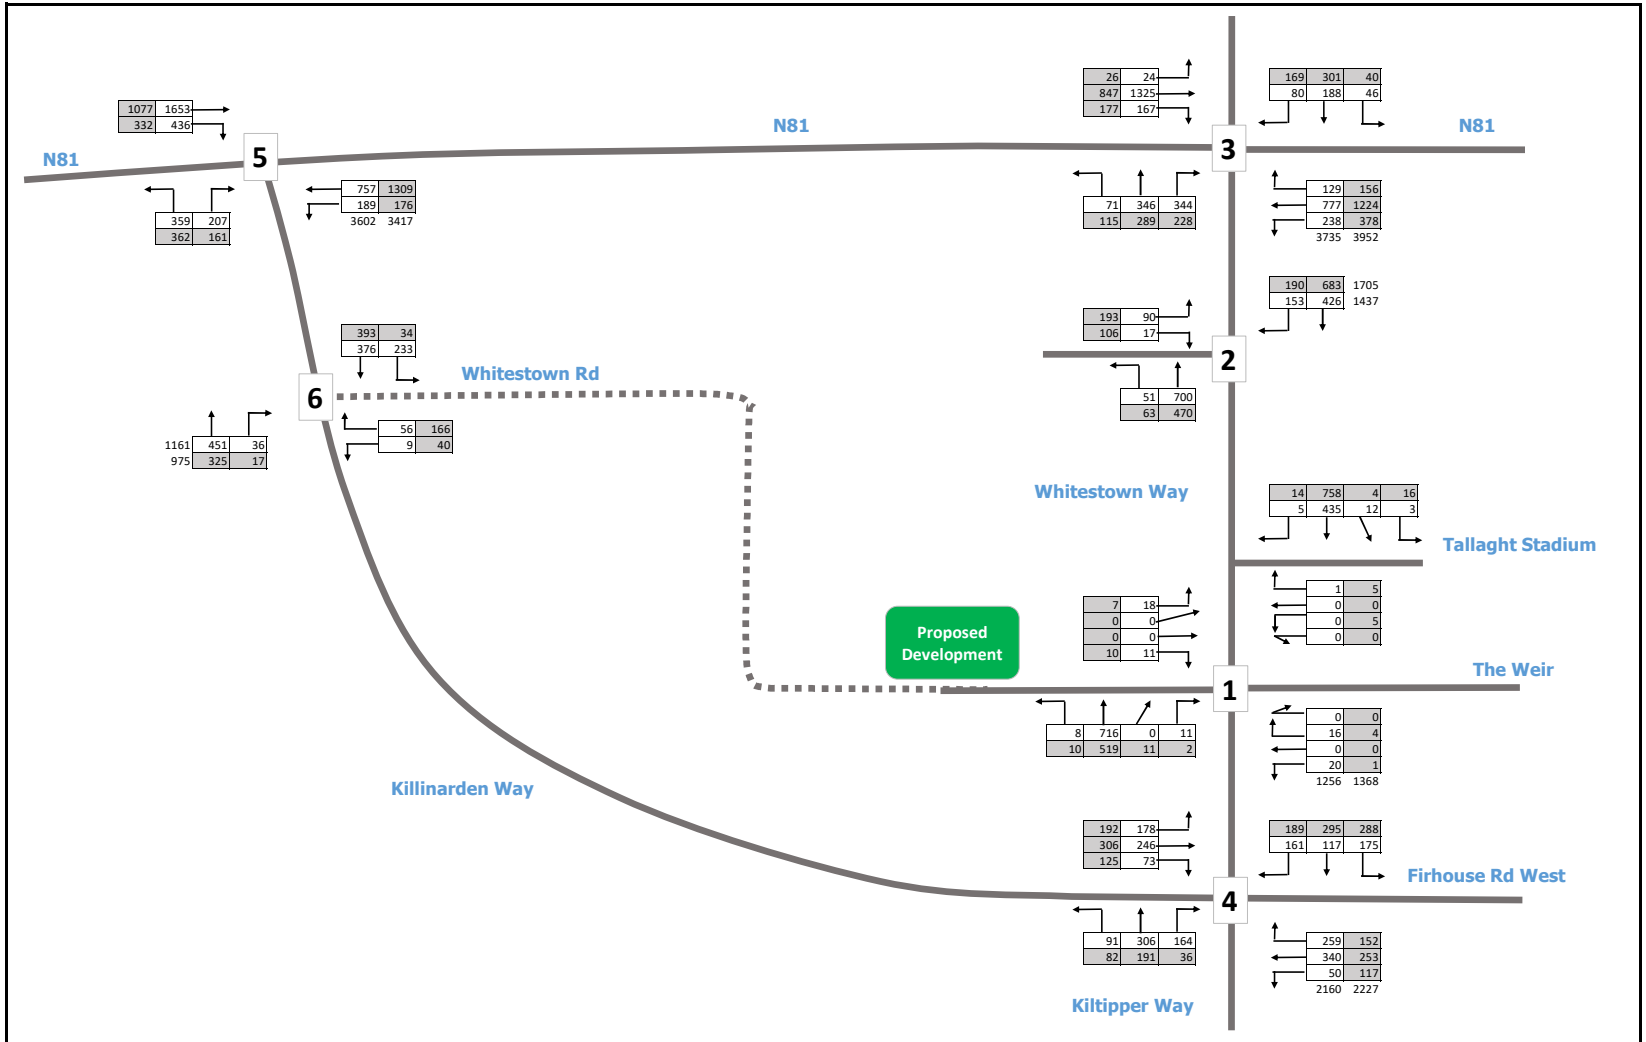 26 24
847 1325
177 167
169 301 40
80 188 46
1077 1653
332 436
N81
N81
N81
5
3
757 1309
189 176
3602 3417
359 207
362 161
71 346 344
115 289 228
129 156
777 1224
238 378
3735 3952
190 683 1705
153 426 1437
193 90
106 17
2
393 34
376 233
Whitestown Rd
6
51 700
63 470
56 166
9 40
1161 451 36
975 325 17
Whitestown Way
14 758 4 16
5 435 12 3
Tallaght Stadium
1 5
0 0
0 5
0 0
7 18
0 0
0 0
10 11
Proposed
Development
The Weir
1
8 716 0 11
10 519 11 2
0 0
16 4
0 0
20 1
1256 1368
Killinarden Way
192 178
306 246
125 73
189 295 288
161 117 175
Firhouse Rd West
4
91 306 164
82 191 36
259 152
340 253
50 117
2160 2227
Kiltipper Way